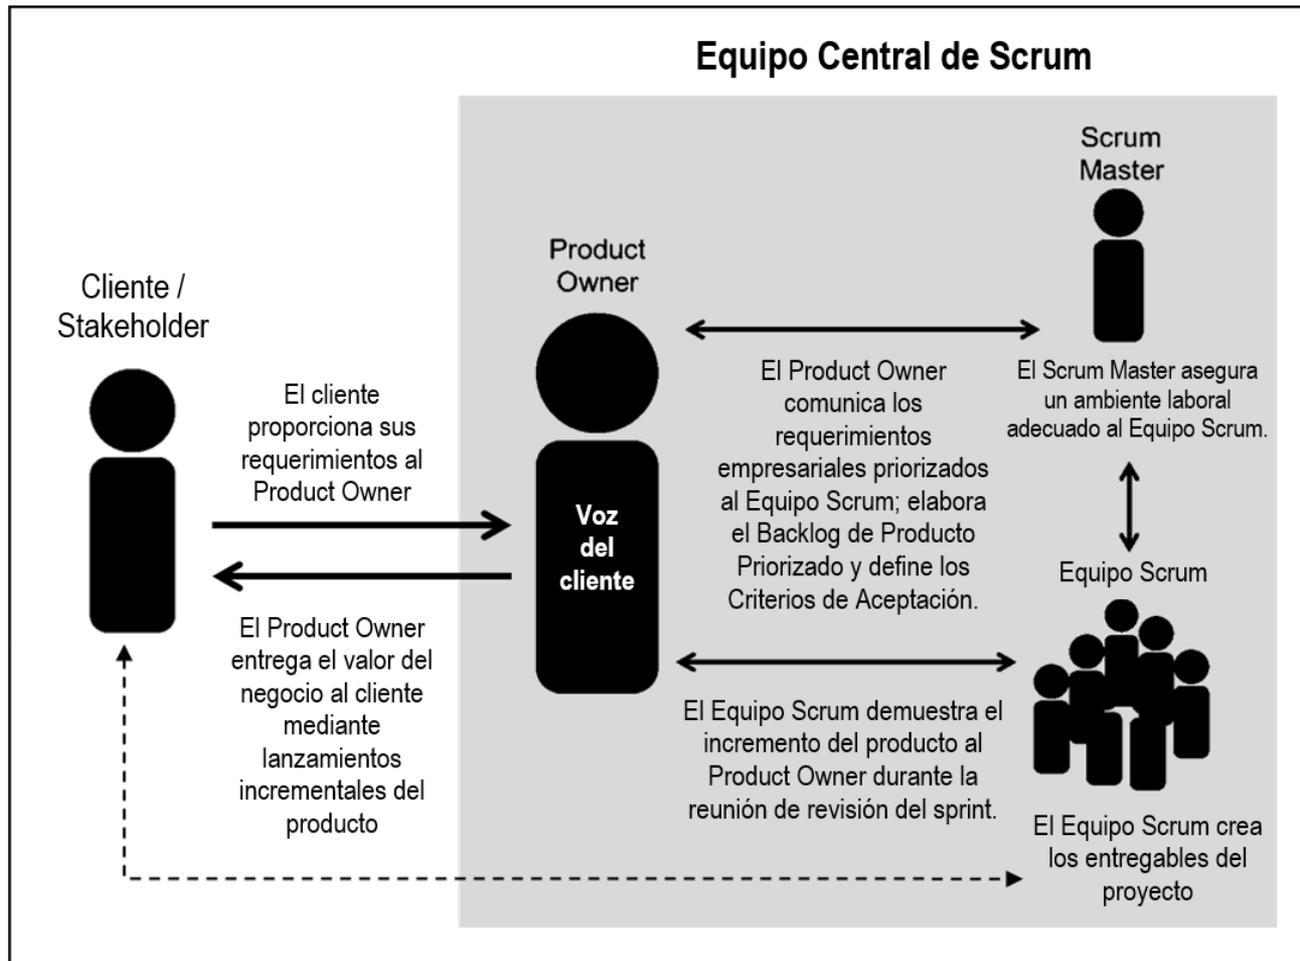 Equipo Central de Scrum
Cliente /
Stakeholder
El cliente
proporciona sus
requerimientos al
Product Owner
El Product Owner
entrega el valor del
negocio al cliente
mediante
lanzamientos
incrementales del
producto
Product
Owner
Voz
del
cliente
El Product Owner
comunica los
requerimientos
empresariales priorizados
al Equipo Scrum; elabora
el Backlog de Producto
Priorizado y define los
Criterios de Aceptación.
El Equipo Scrum demuestra el
incremento del producto al
Product Owner durante la
reunión de revisión del sprint.
Scrum
Master
El Scrum Master asegura
un ambiente laboral
adecuado al Equipo Scrum.
Equipo Scrum
El Equipo Scrum crea
los entregables del
proyecto